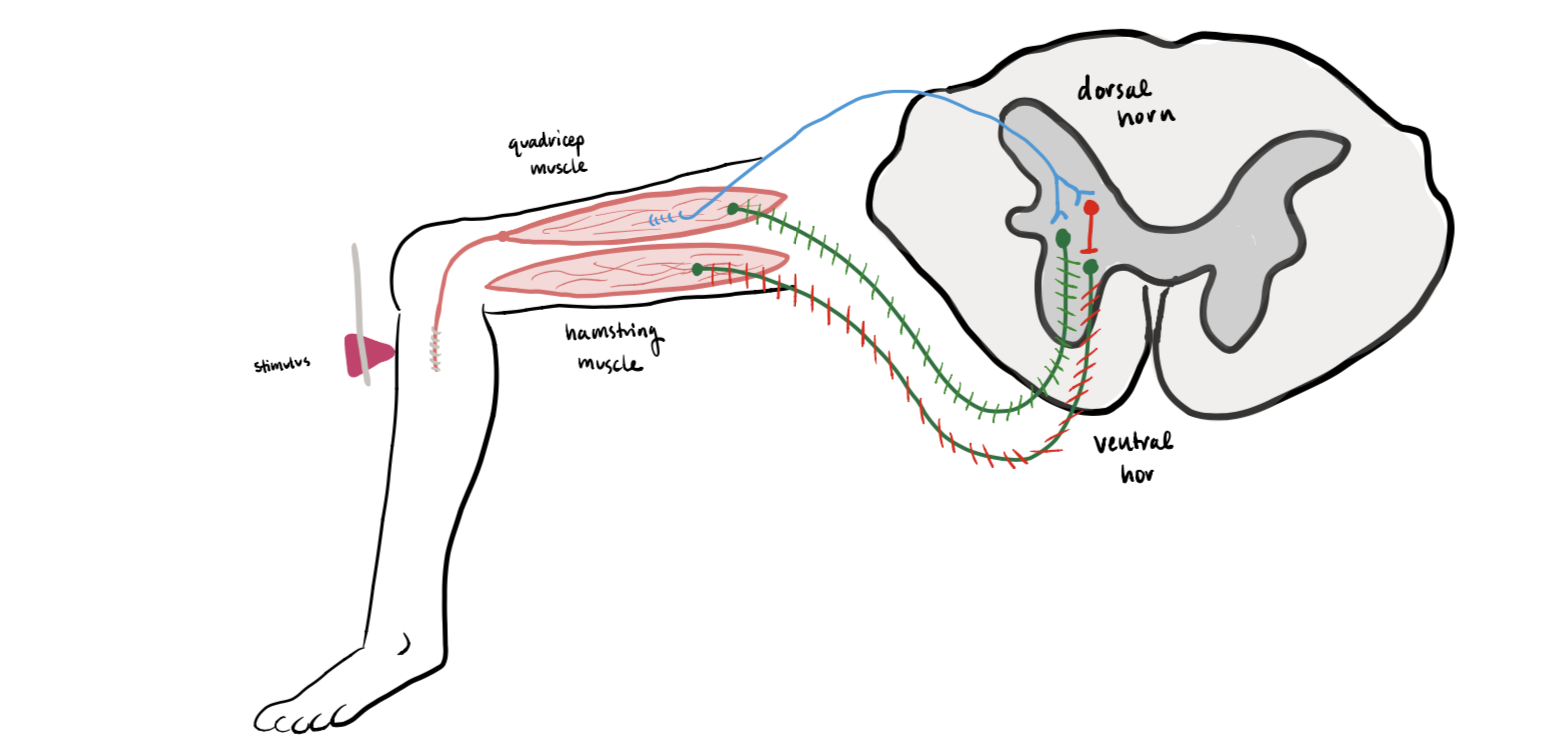 dorsal
horn
quadricep
muscle
stimulus
hamstring
muscle
ventral
hor